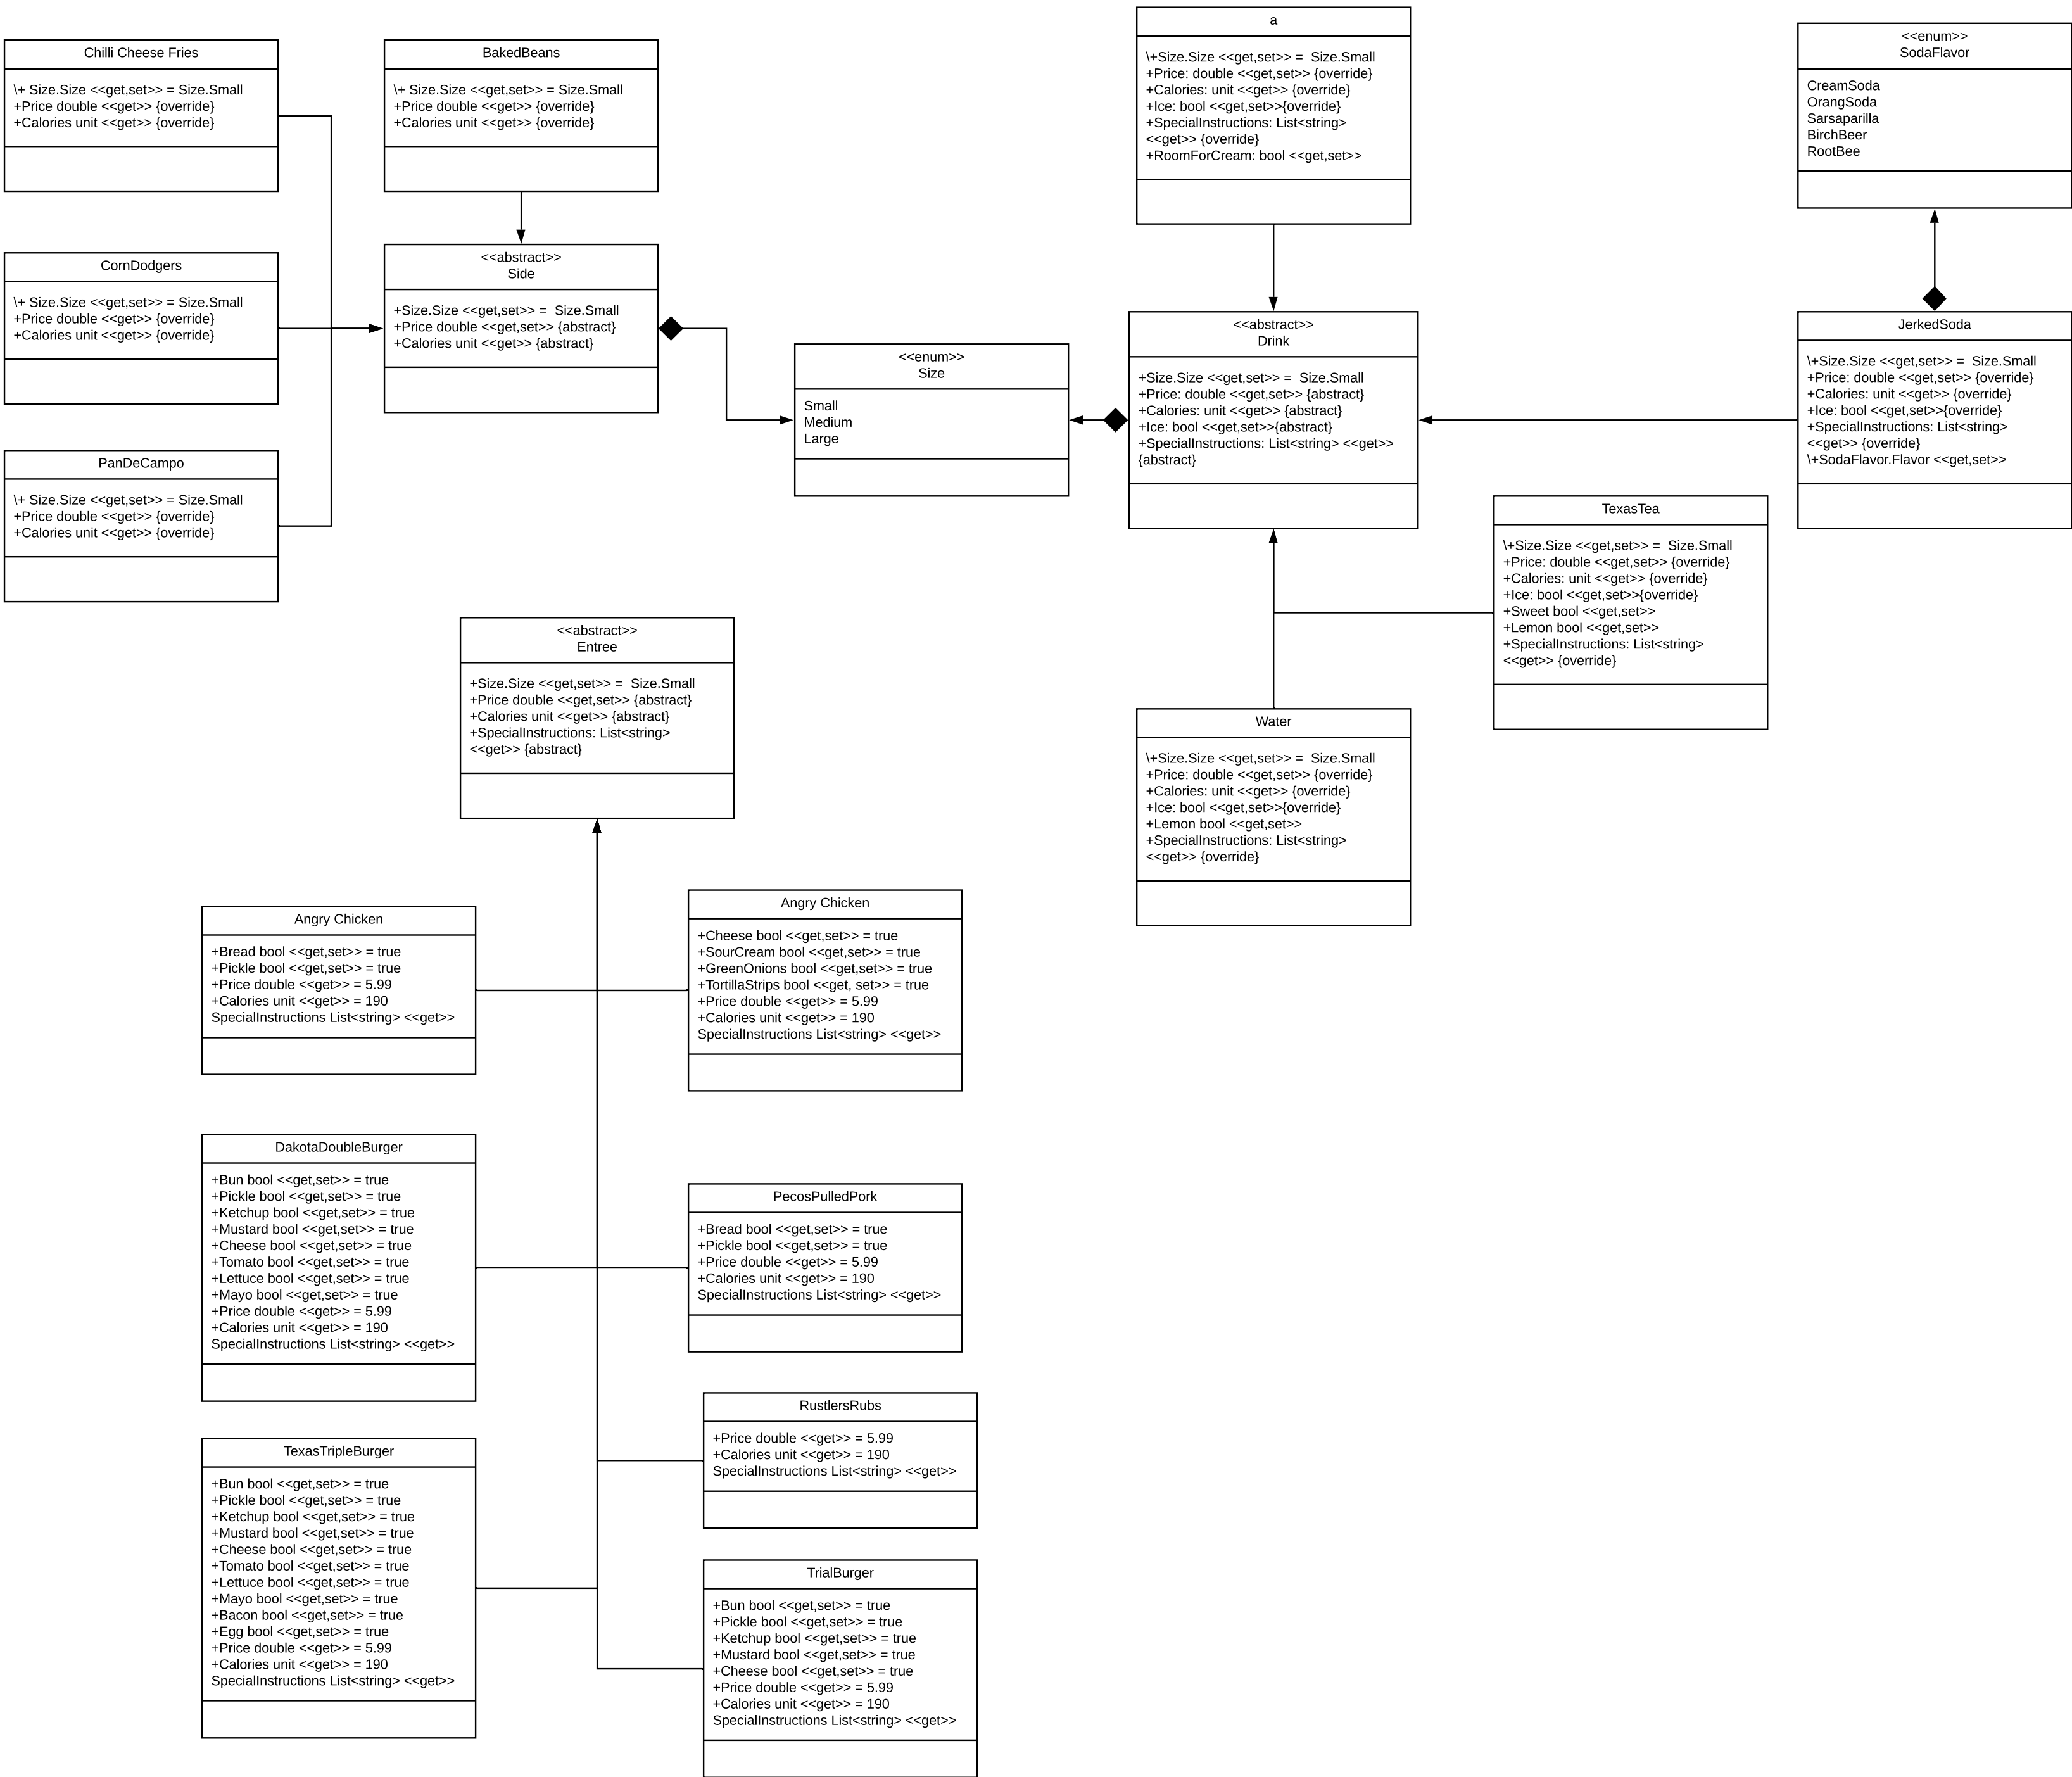 Chilli Cheese Fries
\+ Size.Size <<get,set>> = Size.Small
+Price double <<get>> {override}
+Calories unit <<get>> {override}
BakedBeans
\+ Size.Size <<get,set>> = Size.Small
+Price double <<get>> {override}
+Calories unit <<get>> {override}
a
\+Size.Size <<get,set>> =  Size.Small
+Price: double <<get,set>> {override}
+Calories: unit <<get>> {override}
+Ice: bool <<get,set>>{override}
+SpecialInstructions: List<string>
<<get>> {override}
+RoomForCream: bool <<get,set>>
<<enum>>
SodaFlavor
CreamSoda
OrangSoda
Sarsaparilla
BirchBeer
RootBee
CornDodgers
\+ Size.Size <<get,set>> = Size.Small
+Price double <<get>> {override}
+Calories unit <<get>> {override}
<<abstract>>
Side
+Size.Size <<get,set>> =  Size.Small
+Price double <<get,set>> {abstract}
+Calories unit <<get>> {abstract}
<<enum>>
Size
Small
Medium
Large
<<abstract>>
Drink
+Size.Size <<get,set>> =  Size.Small
+Price: double <<get,set>> {abstract}
+Calories: unit <<get>> {abstract}
+Ice: bool <<get,set>>{abstract}
+SpecialInstructions: List<string> <<get>>
{abstract}
JerkedSoda
\+Size.Size <<get,set>> =  Size.Small
+Price: double <<get,set>> {override}
+Calories: unit <<get>> {override}
+Ice: bool <<get,set>>{override}
+SpecialInstructions: List<string>
<<get>> {override}
\+SodaFlavor.Flavor <<get,set>>
PanDeCampo
\+ Size.Size <<get,set>> = Size.Small
+Price double <<get>> {override}
+Calories unit <<get>> {override}
TexasTea
\+Size.Size <<get,set>> =  Size.Small
+Price: double <<get,set>> {override}
+Calories: unit <<get>> {override}
+Ice: bool <<get,set>>{override}
+Sweet bool <<get,set>>
+Lemon bool <<get,set>>
+SpecialInstructions: List<string>
<<get>> {override}
<<abstract>>
Entree
+Size.Size <<get,set>> =  Size.Small
+Price double <<get,set>> {abstract}
+Calories unit <<get>> {abstract}
+SpecialInstructions: List<string>
<<get>> {abstract}
Water
\+Size.Size <<get,set>> =  Size.Small
+Price: double <<get,set>> {override}
+Calories: unit <<get>> {override}
+Ice: bool <<get,set>>{override}
+Lemon bool <<get,set>>
+SpecialInstructions: List<string>
<<get>> {override}
Angry Chicken
+Bread bool <<get,set>> = true
+Pickle bool <<get,set>> = true
+Price double <<get>> = 5.99
+Calories unit <<get>> = 190
SpecialInstructions List<string> <<get>>
Angry Chicken
+Cheese bool <<get,set>> = true
+SourCream bool <<get,set>> = true
+GreenOnions bool <<get,set>> = true
+TortillaStrips bool <<get, set>> = true
+Price double <<get>> = 5.99
+Calories unit <<get>> = 190
SpecialInstructions List<string> <<get>>
DakotaDoubleBurger
+Bun bool <<get,set>> = true
+Pickle bool <<get,set>> = true
+Ketchup bool <<get,set>> = true
+Mustard bool <<get,set>> = true
+Cheese bool <<get,set>> = true
+Tomato bool <<get,set>> = true
+Lettuce bool <<get,set>> = true
+Mayo bool <<get,set>> = true
+Price double <<get>> = 5.99
+Calories unit <<get>> = 190
SpecialInstructions List<string> <<get>>
PecosPulledPork
+Bread bool <<get,set>> = true
+Pickle bool <<get,set>> = true
+Price double <<get>> = 5.99
+Calories unit <<get>> = 190
SpecialInstructions List<string> <<get>>
RustlersRubs
+Price double <<get>> = 5.99
+Calories unit <<get>> = 190
SpecialInstructions List<string> <<get>>
TexasTripleBurger
+Bun bool <<get,set>> = true
+Pickle bool <<get,set>> = true
+Ketchup bool <<get,set>> = true
+Mustard bool <<get,set>> = true
+Cheese bool <<get,set>> = true
+Tomato bool <<get,set>> = true
+Lettuce bool <<get,set>> = true
+Mayo bool <<get,set>> = true
+Bacon bool <<get,set>> = true
+Egg bool <<get,set>> = true
+Price double <<get>> = 5.99
+Calories unit <<get>> = 190
SpecialInstructions List<string> <<get>>
TrialBurger
+Bun bool <<get,set>> = true
+Pickle bool <<get,set>> = true
+Ketchup bool <<get,set>> = true
+Mustard bool <<get,set>> = true
+Cheese bool <<get,set>> = true
+Price double <<get>> = 5.99
+Calories unit <<get>> = 190
SpecialInstructions List<string> <<get>>